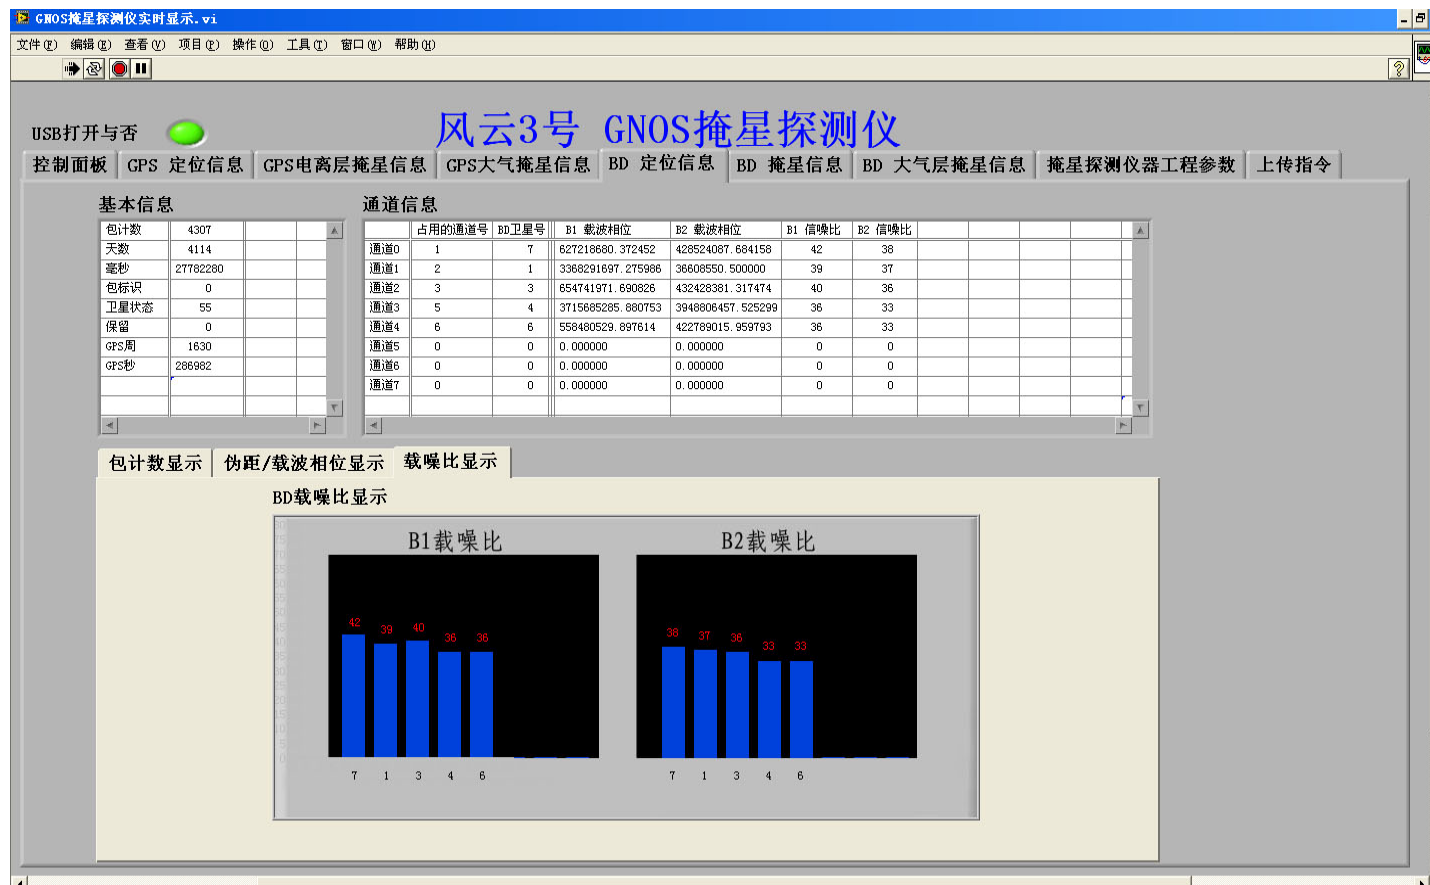 GNOS掩星探测仪实时显示.vi
文件(F) 编辑(E) 查看(V) 项目(P) 操作(O) 工具(T) 窗口(W) 帮助(H)
USB打开与否
风云3号 GNOS掩星探测仪
控制面板 GPS 定位信息 GPS电离层掩星信息 GPS大气掩星信息 BD 定位信息 BD 掩星信息 BD 大气层掩星信息 掩星探测仪器工程参数 上传指令
基本信息
包计数 4307
天数 4114
毫秒 27782280
包标识 0
卫星状态 55
保留 0
GPS周 1630
GPS秒 286982
通道信息
占用的通道号 BD卫星号 B1 载波相位 B2 载波相位 B1 信噪比 B2 信噪比
通道0 1 7 627218680.372452 428524087.684158 42 38
通道1 2 1 3368291697.275986 36608550.500000 39 37
通道2 3 3 654741971.690826 432428381.317474 40 36
通道3 5 4 3715685285.880753 3948806457.525299 36 33
通道4 6 6 558480529.897614 422789015.959793 36 33
通道5 0 0 0.000000 0.000000 0 0
通道6 0 0 0.000000 0.000000 0 0
通道7 0 0 0.000000 0.000000 0 0
包计数显示 伪距/载波相位显示 载噪比显示
BD载噪比显示
B1载噪比
42 39 40 36 36
7 1 3 4 6
B2载噪比
38 37 36 33 33
7 1 3 4 6